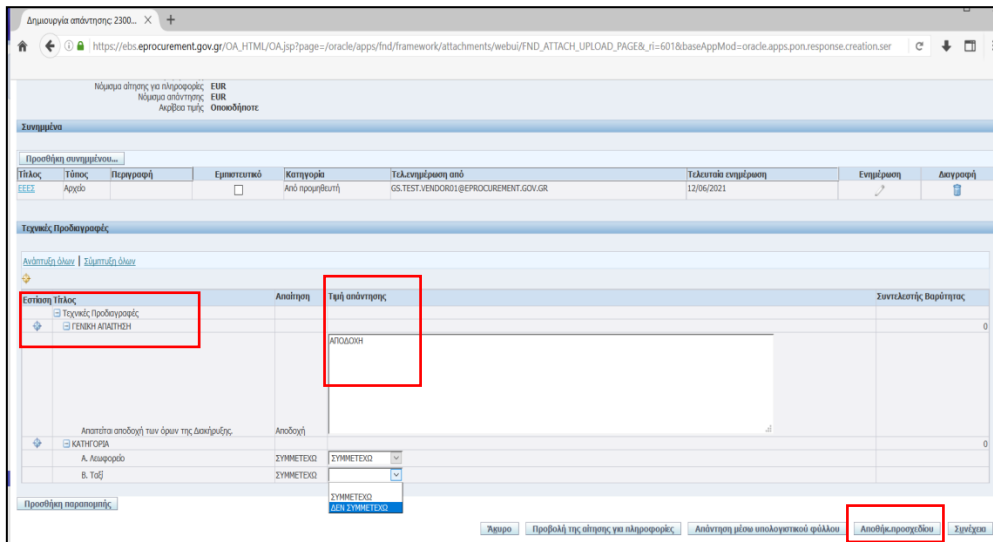 Δημιουργία απάντησης: 2300... × +
https://ebs.eprocurement.gov.gr/OA_HTML/OA.jsp?page=/oracle/apps/fnd/framework/attachments/webui/FND_ATTACH_UPLOAD_PAGE&_ri=601&baseAppMod=oracle.apps.pon.response.creation.ser
Νόμισμα αίτησης για πληροφορίες EUR
Νόμισμα απάντησης EUR
Ακρίβεια τιμής Οποιοδήποτε
Συνημμένα
Προσθήκη συνημμένου...
Τίτλος Τύπος Περιγραφή Εμπιστευτικό Κατηγορία Τελ.ενημέρωση από Τελευταία ενημέρωση Ενημέρωση Διαγραφή
ΕΕΕΣ Αρχείο Από προμηθευτή GS.TEST.VENDOR01@EPROCUREMENT.GOV.GR 12/06/2021
Τεχνικές Προδιαγραφές
Ανάπτυξη όλων | Σύμπτυξη όλων
Εστίαση Τίτλος Απαίτηση Τιμή απάντησης Συντελεστής Βαρύτητας
Τεχνικές Προδιαγραφές
ΓΕΝΙΚΗ ΑΠΑΙΤΗΣΗ 0
ΑΠΟΔΟΧΗ
Απαιτείται αποδοχή των όρων της Διακήρυξης. Αποδοχή
ΚΑΤΗΓΟΡΙΑ 0
Α. Λεωφορείο ΣΥΜΜΕΤΕΧΩ ΣΥΜΜΕΤΕΧΩ
Β. Ταξί ΣΥΜΜΕΤΕΧΩ
ΣΥΜΜΕΤΕΧΩ
ΔΕΝ ΣΥΜΜΕΤΕΧΩ
Προσθήκη παραπομπής
Άκυρο Προβολή της αίτησης για πληροφορίες Απάντηση μέσω υπολογιστικού φύλλου Αποθήκ.προσχεδίου Συνέχεια